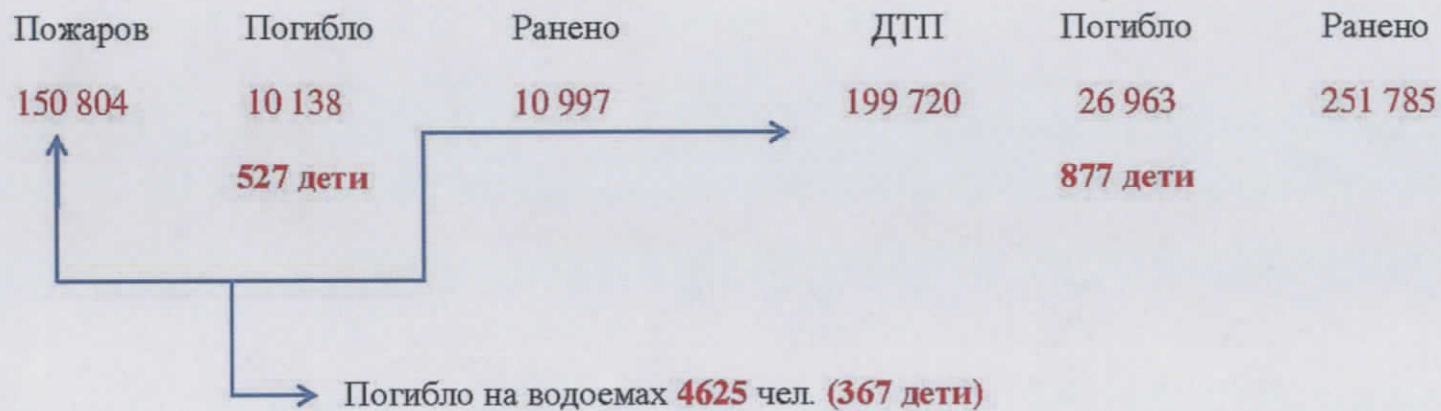 Пожаров Погибло Ранено ДТП Погибло Ранено
150 804 10 138 10 997 199 720 26 963 251 785
527 дети 877 дети
Погибло на водоемах 4625 чел. (367 дети)